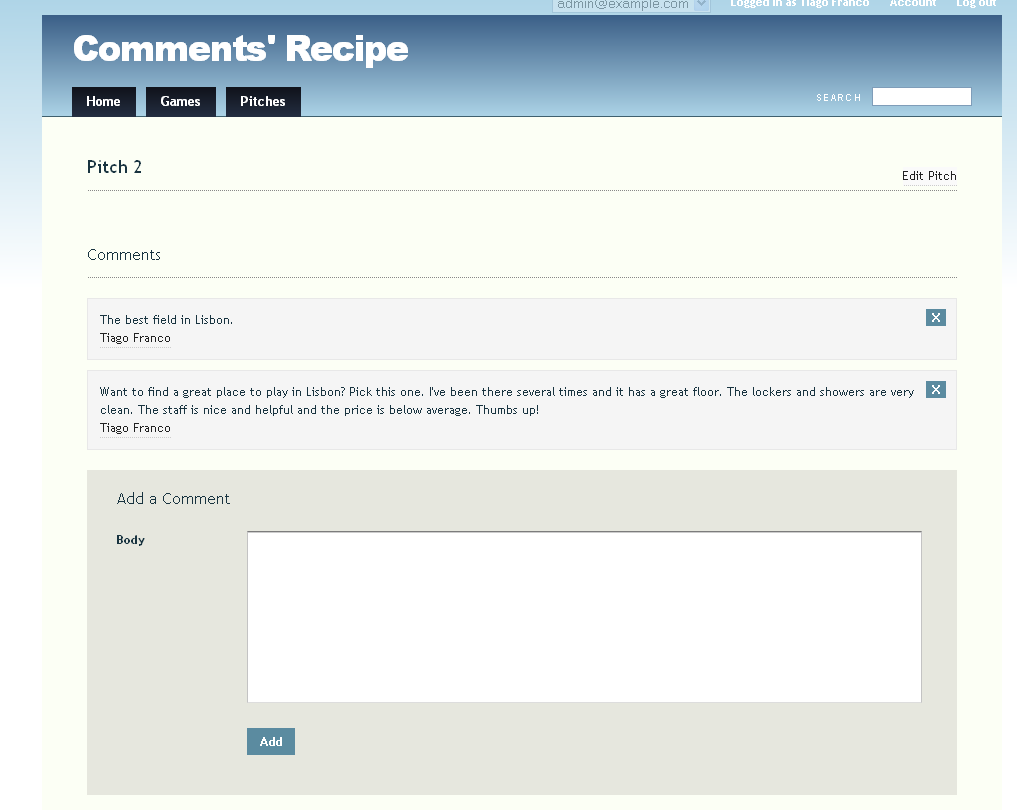 admin@example.com Logged in as Tiago Franco Account Log out
Comments' Recipe
Home Games Pitches SEARCH
Pitch 2
Edit Pitch
Comments
The best field in Lisbon.
Tiago Franco
Want to find a great place to play in Lisbon? Pick this one. I've been there several times and it has a great floor. The lockers and showers are very
clean. The staff is nice and helpful and the price is below average. Thumbs up!
Tiago Franco
Add a Comment
Body
Add